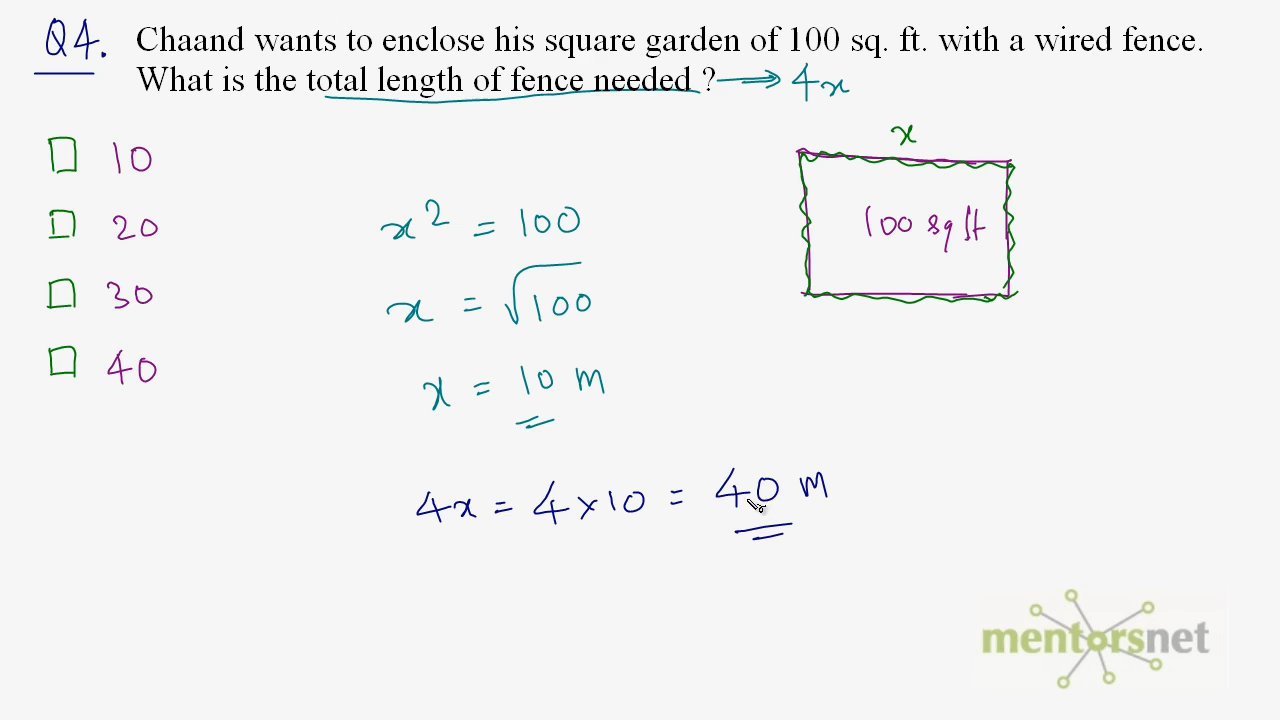 Q4. Chaand wants to enclose his square garden of 100 sq. ft. with a wired fence.
What is the total length of fence needed ? ⟶ 4x
10
20
30
40
x
100 sq ft
x² = 100
x = √100
x = 10 m
4x = 4 × 10 = 40 m
mentorsnet